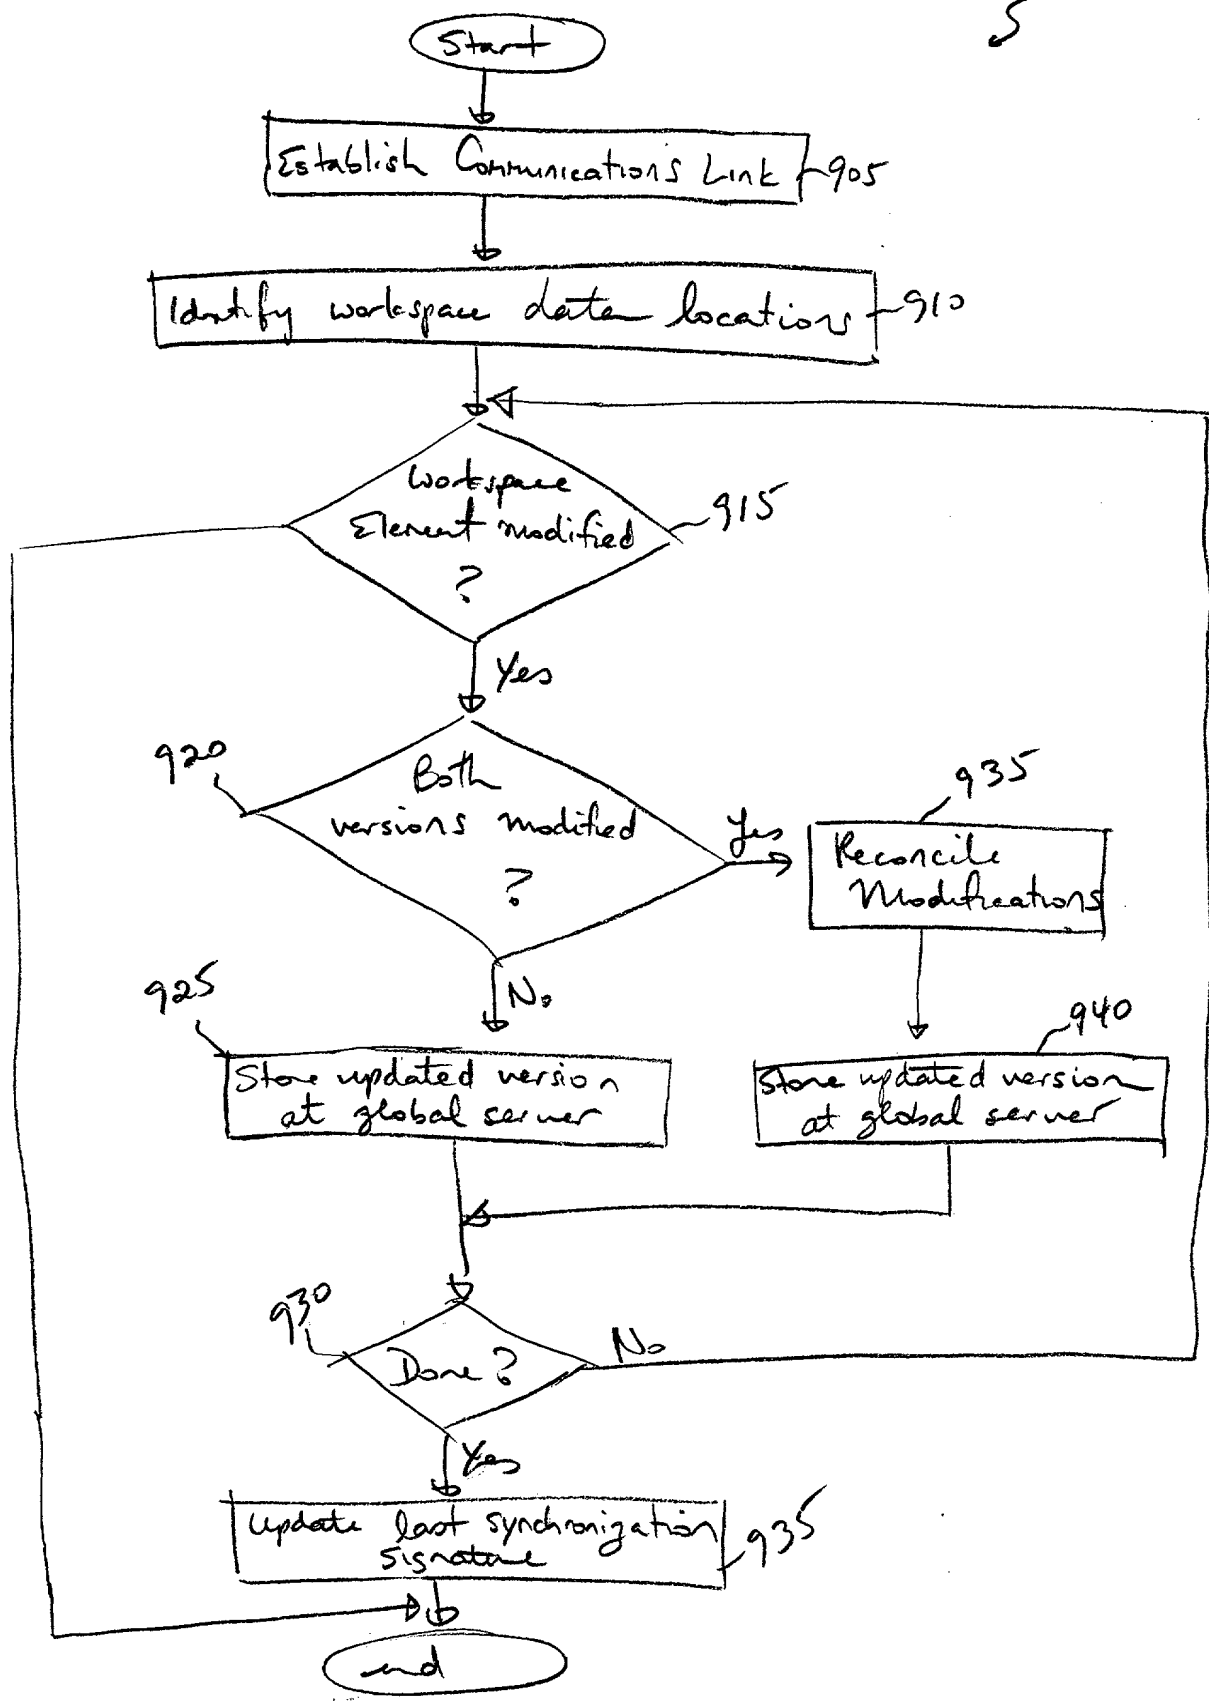 5
Start
Establish Communications Link
905
Identify workspace data locations
910
Workspace
Element modified
?
915
Yes
920
Both
versions modified
?
Yes
935
Reconcile
Modifications
No
925
Store updated version
at global server
940
Store updated version
at global server
930
Done?
No
Yes
Update last synchronization
signature
935
end